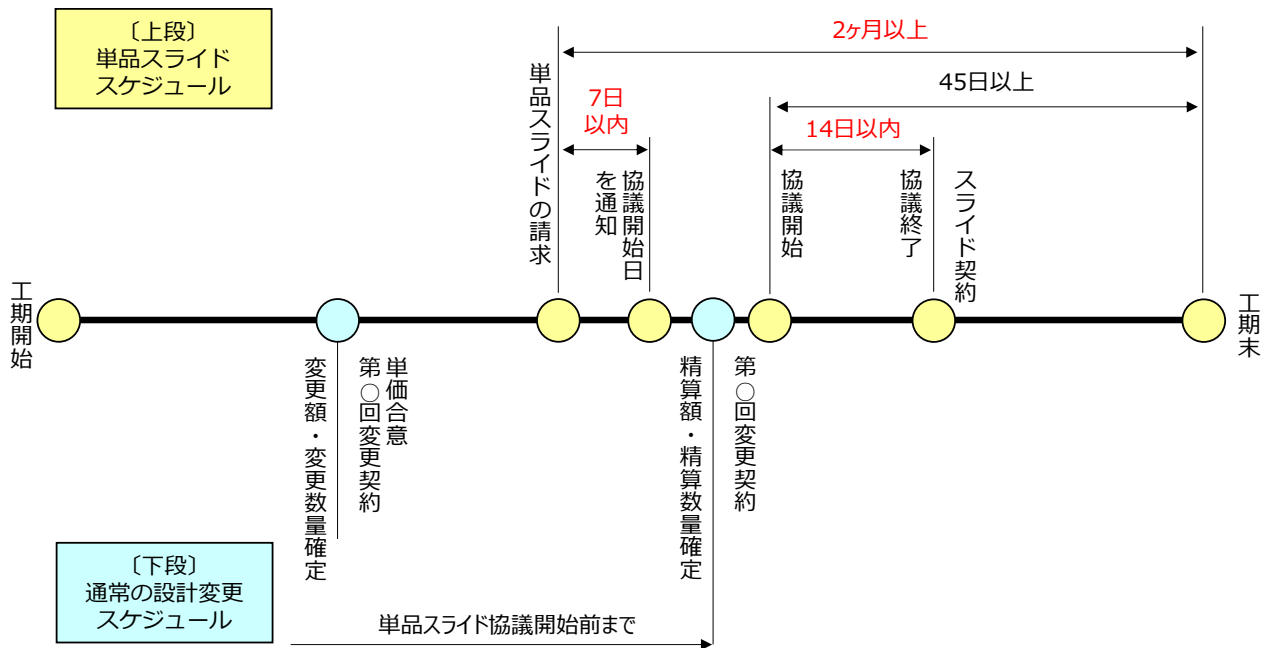 〔上段〕
単品スライド
スケジュール
2ヶ月以上
45日以上
7日
以内
14日以内
単品スライドの請求
協議開始日
を通知
協議開始
協議終了
スライド契約
工期開始
工期末
変更額・変更数量確定
単価合意
第○回変更契約
精算額・精算数量確定
第○回変更契約
〔下段〕
通常の設計変更
スケジュール
単品スライド協議開始前まで